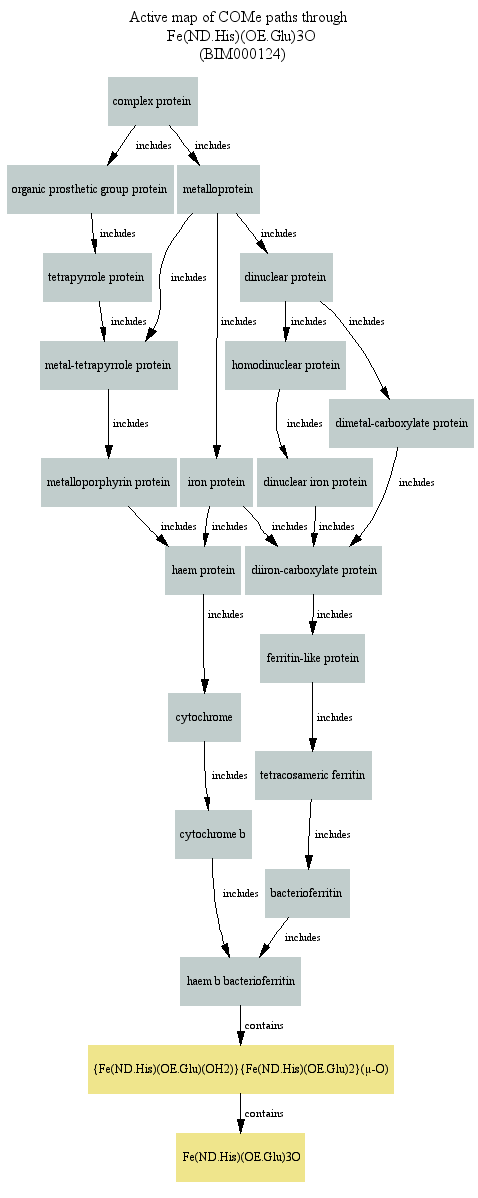 Active map of COMe paths through
Fe(ND.His)(OE.Glu)3O
(BIM000124)
complex protein
includes
includes
organic prosthetic group protein
metalloprotein
includes
includes
tetrapyrrole protein
includes
dinuclear protein
includes
includes
includes
includes
metal-tetrapyrrole protein
homodinuclear protein
dimetal-carboxylate protein
includes
includes
metalloporphyrin protein
iron protein
dinuclear iron protein
includes
includes
includes
includes
includes
haem protein
diiron-carboxylate protein
includes
includes
ferritin-like protein
cytochrome
includes
includes
tetracosameric ferritin
cytochrome b
includes
includes
bacterioferritin
includes
haem b bacterioferritin
contains
{Fe(ND.His)(OE.Glu)(OH2)}{Fe(ND.His)(OE.Glu)2}(μ-O)
contains
Fe(ND.His)(OE.Glu)3O